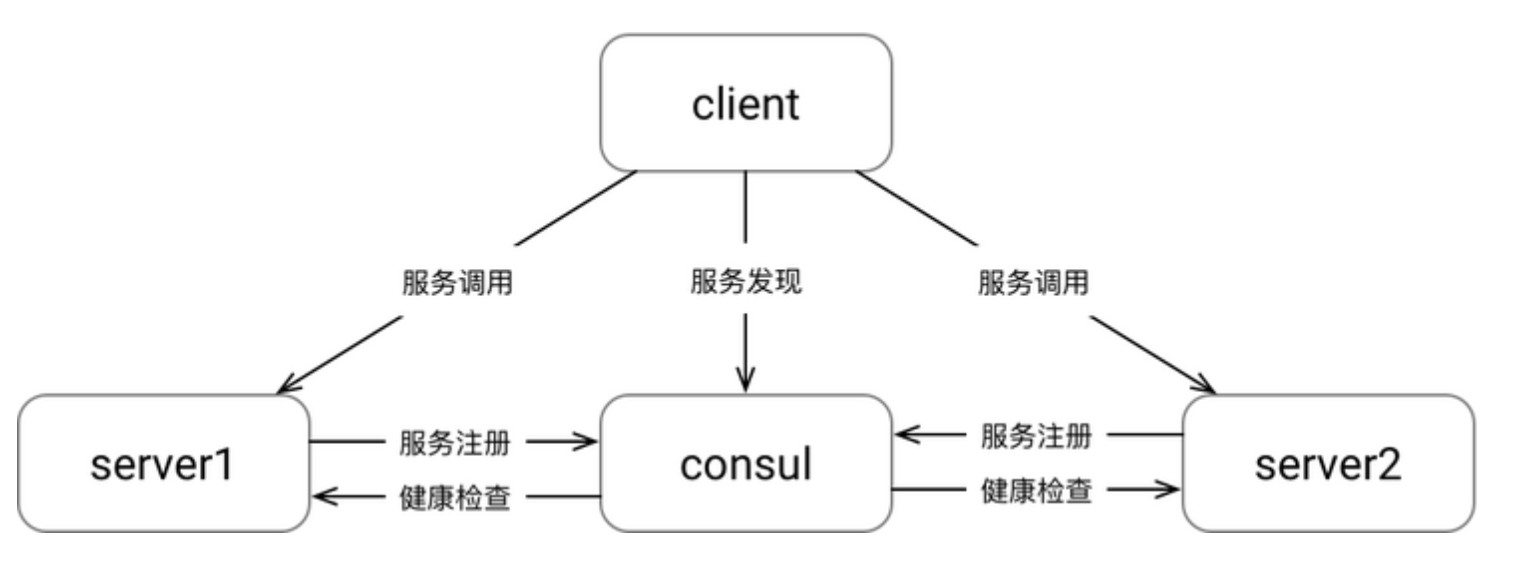 client
服务调用
服务发现
服务调用
server1
服务注册
健康检查
consul
服务注册
健康检查
server2